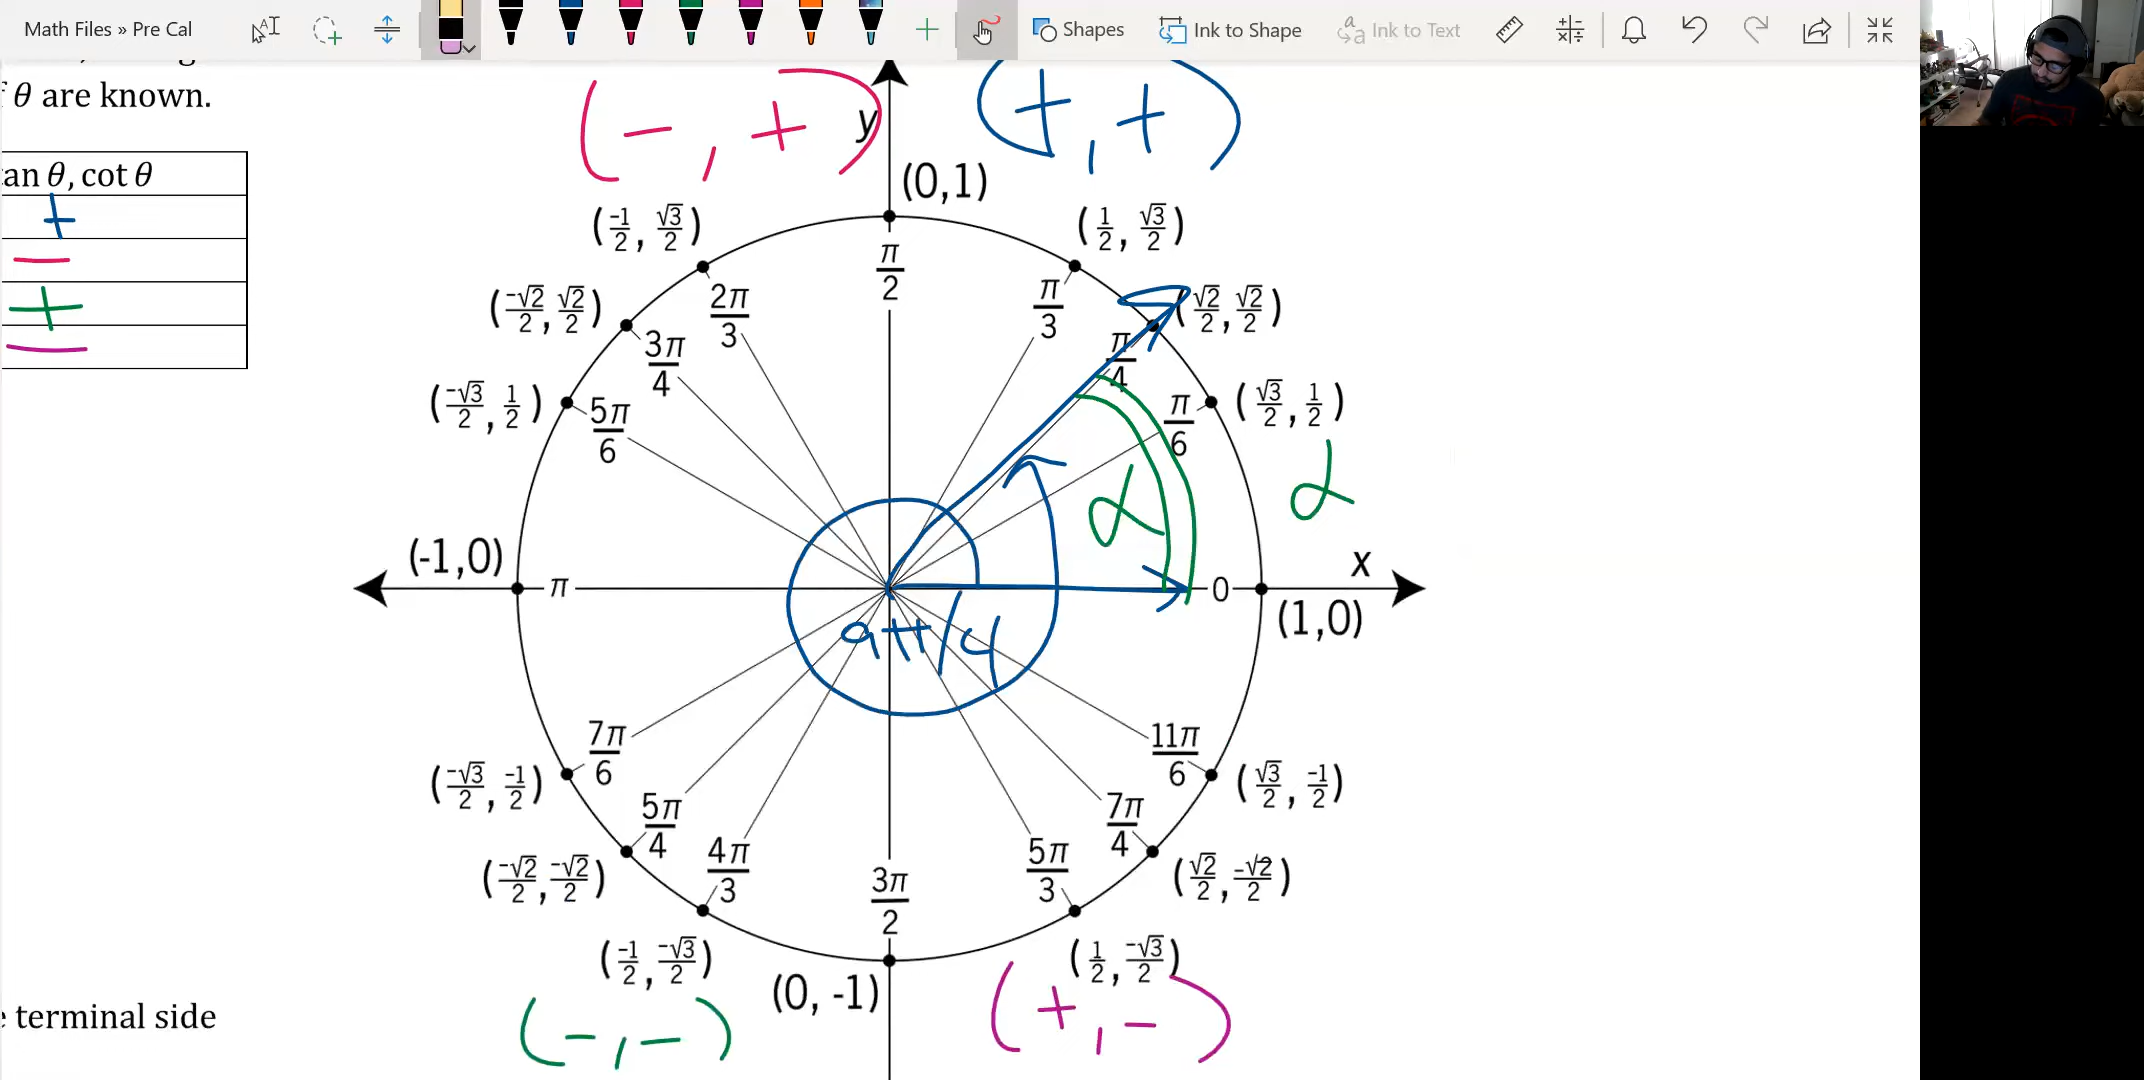 Math Files » Pre Cal
Shapes
Ink to Shape
Ink to Text
θ are known.
(-, +)
(+, +)
y
an θ, cot θ
+
-
+
-
(0,1)
(-1/2, √3/2)
(1/2, √3/2)
π/2
2π/3
π/3
(-√2/2, √2/2)
(√2/2, √2/2)
3π/4
π/4
(-√3/2, 1/2)
(√3/2, 1/2)
5π/6
π/6
α
α
(-1,0)
x
π
0
(1,0)
9π/4
7π/6
11π/6
(-√3/2, -1/2)
(√3/2, -1/2)
5π/4
7π/4
4π/3
5π/3
3π/2
(-√2/2, -√2/2)
(√2/2, -√2/2)
(-1/2, -√3/2)
(1/2, -√3/2)
(0, -1)
(-, -)
(+, -)
terminal side